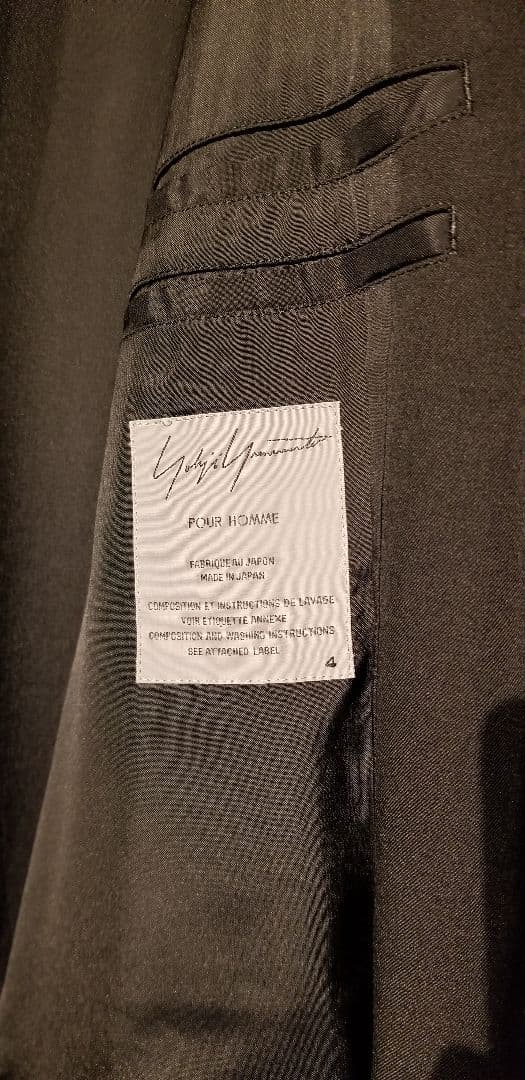 Yohji Yamamoto
POUR HOMME
FABRIQUE AU JAPON
MADE IN JAPAN
COMPOSITION ET INSTRUCTIONS DE LAVAGE
VOIR ETIQUETTE ANNEXE
COMPOSITION AND WASHING INSTRUCTIONS
SEE ATTACHED LABEL
4